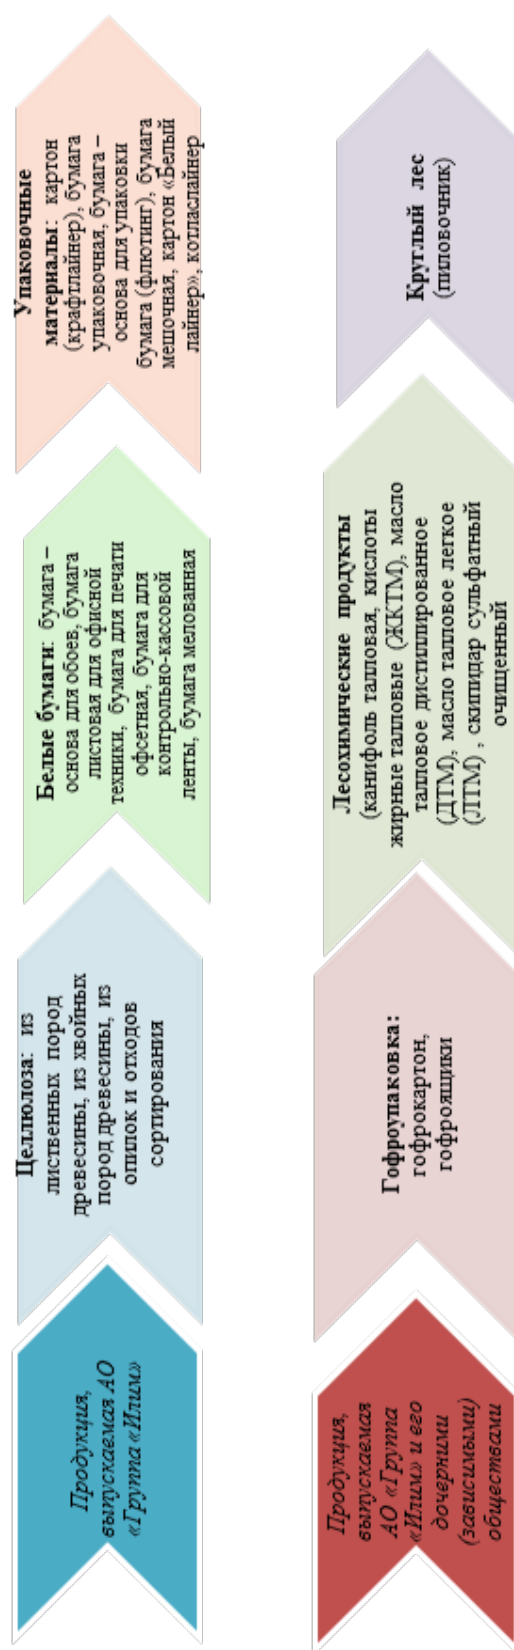 Продукция,
выпускаемая АО
«Группа «Илим»
Целлюлоза: из
лиственных пород
древесины, из хвойных
пород древесины, из
опилок и отходов
сортирования
Белые бумаги: бумага –
основа для обоев, бумага
листовая для офисной
техники, бумага для печати
офсетная, бумага для
контрольно-кассовой
ленты, бумага мелованная
Упаковочные
материалы: картон
(крафтлайнер), бумага
упаковочная, бумага –
основа для упаковки
бумага (флютинг), бумага
мешочная, картон «Белый
лайнер», котласлайнер
Продукция,
выпускаемая
АО «Группа
«Илим» и его
дочерними
(зависимыми)
обществами
Гофроупаковка:
гофрокартон,
гофроящики
Лесохимические продукты
(канифоль талловая, кислоты
жирные талловые (ЖКТМ), масло
талловое дистиллированное
(ДТМ), масло талловое легкое
(ЛТМ) , скипидар сульфатный
очищенный
Круглый лес
(пиловочник)